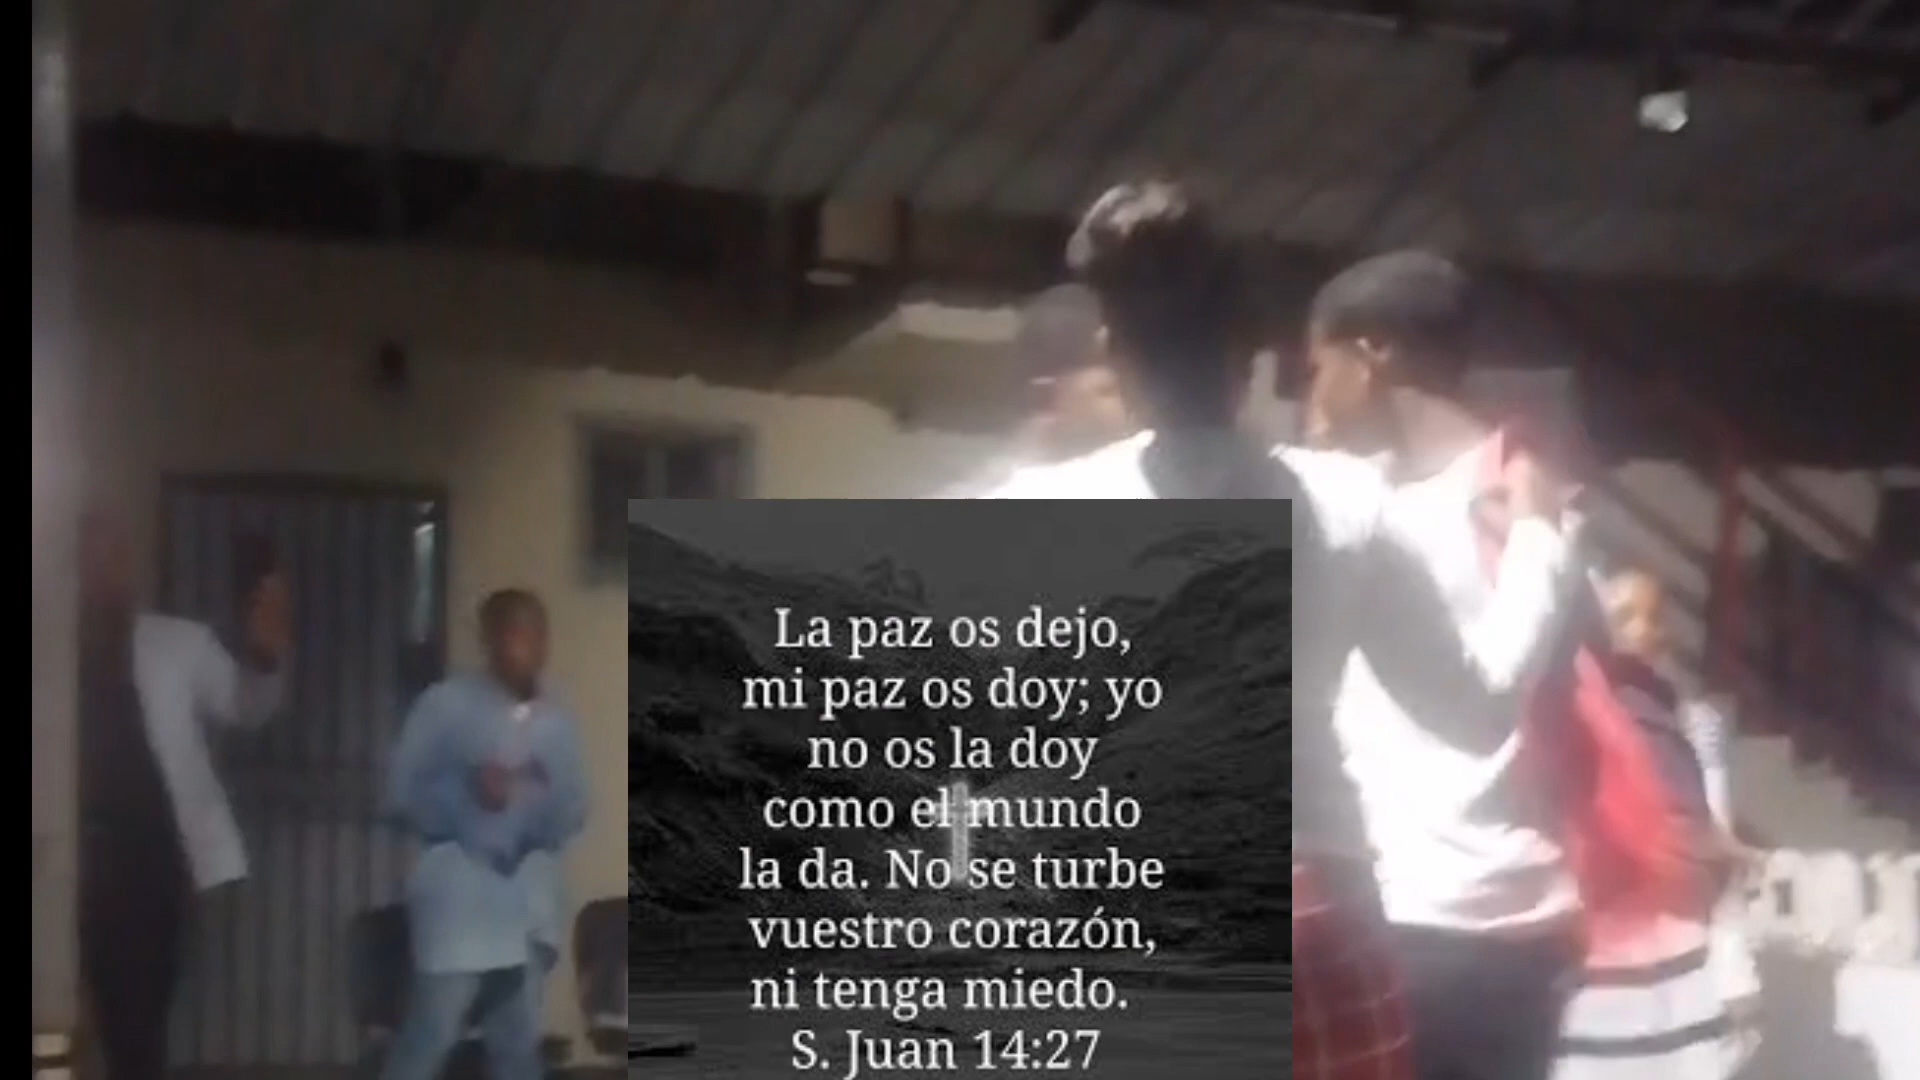 La paz os dejo,
mi paz os doy; yo
no os la doy
como el mundo
la da. No se turbe
vuestro corazón,
ni tenga miedo.
S. Juan 14:27